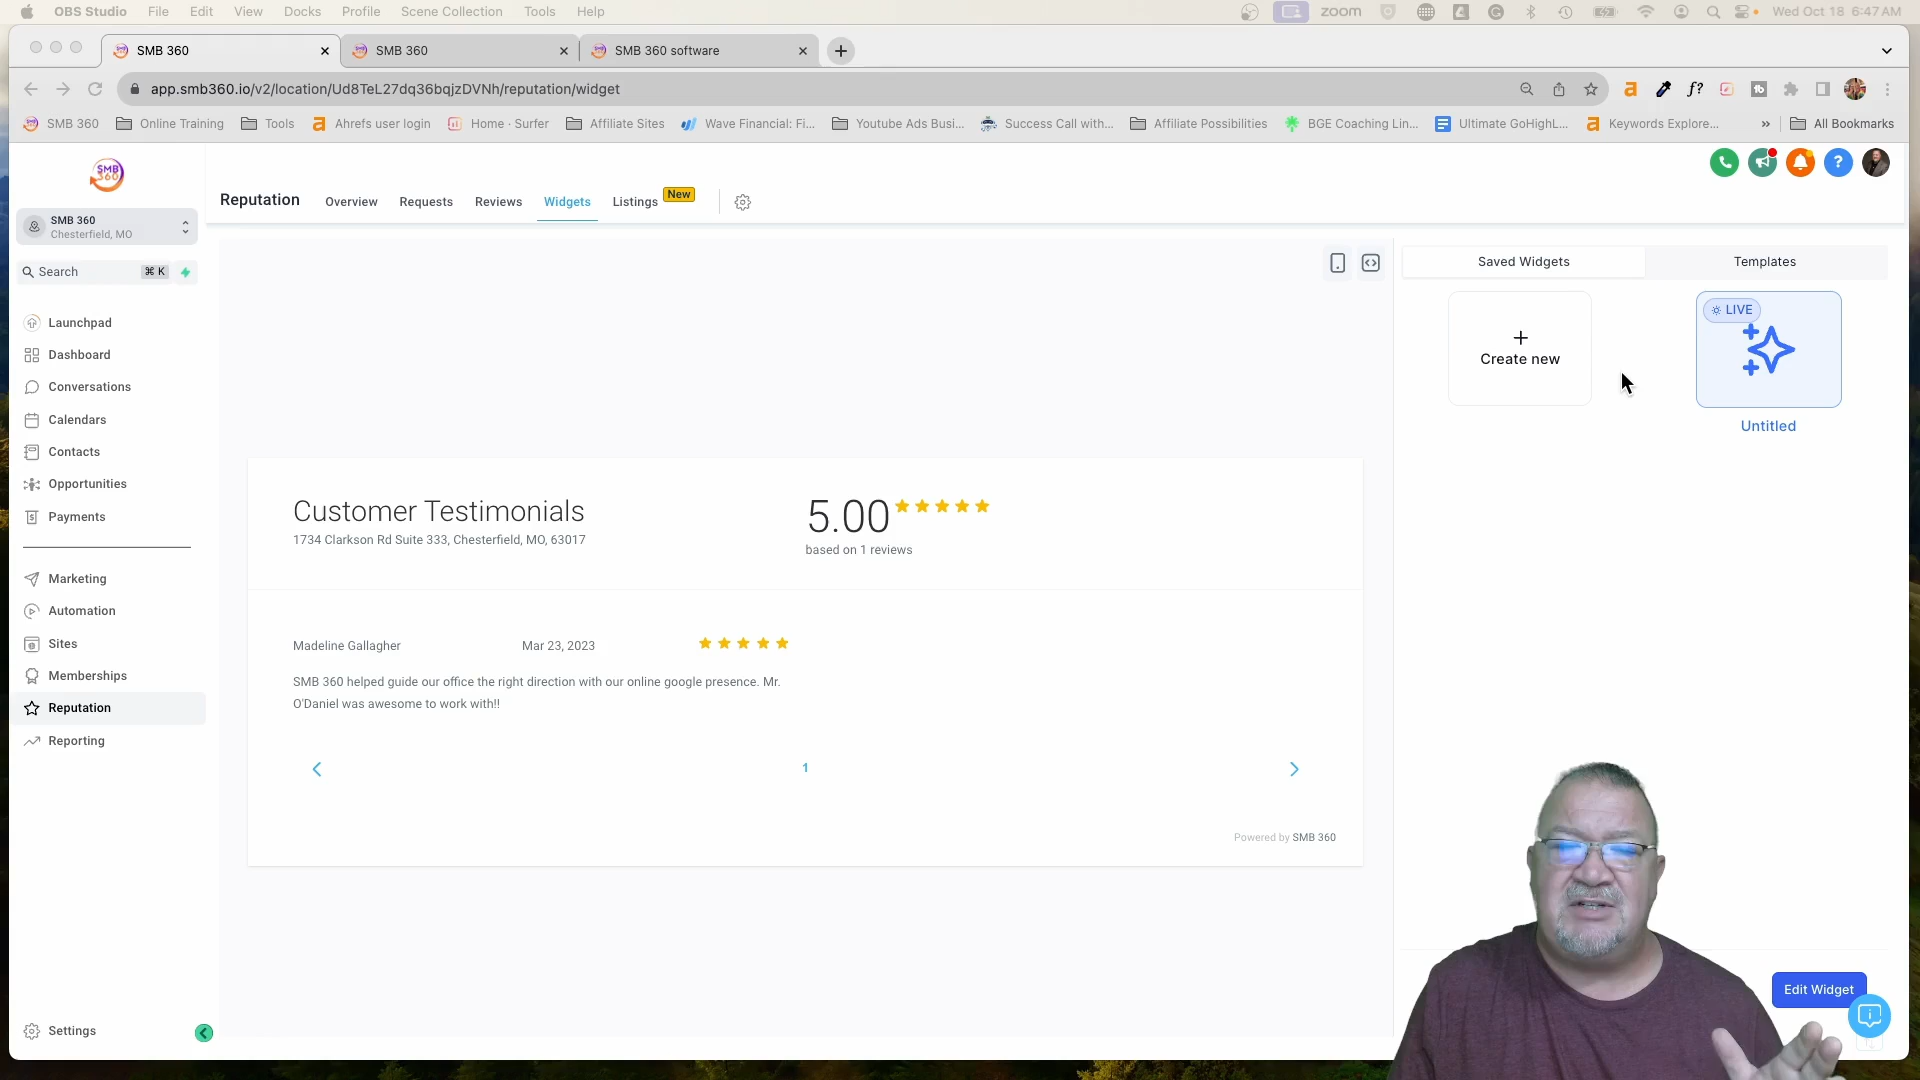 OBS Studio File Edit View Docks Profile Scene Collection Tools Help zoom Wed Oct 18 6:47 AM
SMB 360 SMB 360 SMB 360 software
app.smb360.io/v2/location/Ud8TeL27dq36bqjzDVNh/reputation/widget
SMB 360 Online Training Tools Ahrefs user login Home · Surfer Affiliate Sites Wave Financial: Fi... Youtube Ads Busi... Success Call with... Affiliate Possibilities BGE Coaching Lin... Ultimate GoHighL... Keywords Explore... » All Bookmarks
SMB
360
SMB 360
Chesterfield, MO
Search ⌘ K
Launchpad
Dashboard
Conversations
Calendars
Contacts
Opportunities
Payments
Marketing
Automation
Sites
Memberships
Reputation
Reporting
Settings
Reputation Overview Requests Reviews Widgets Listings New
Customer Testimonials
1734 Clarkson Rd Suite 333, Chesterfield, MO, 63017
5.00
based on 1 reviews
Madeline Gallagher Mar 23, 2023
SMB 360 helped guide our office the right direction with our online google presence. Mr.
O'Daniel was awesome to work with!!
1
Powered by SMB 360
Saved Widgets Templates
+
Create new
LIVE
Untitled
Edit Widget